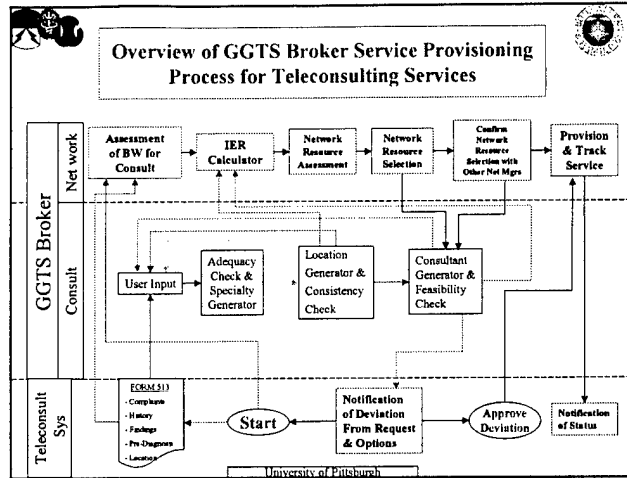 Overview of GGTS Broker Service Provisioning
Process for Teleconsulting Services
GGTS Broker
Net work
Assessment
of BW for
Consult
IER
Calculator
Network
Resource
Assessment
Network
Resource
Selection
Confirm
Network
Resource
Selection with
Other Net Mgrs
Provision
& Track
Service
Consult
User Input
Adequacy
Check &
Specialty
Generator
Location
Generator &
Consistency
Check
Consultant
Generator &
Feasibility
Check
Teleconsult
Sys
FORM 513
- Complaints
- History
- Findings
- Pre-Diagnosis
- Location
Start
Notification
of Deviation
From Request
& Options
Approve
Deviation
Notification
of Status
University of Pittsburgh